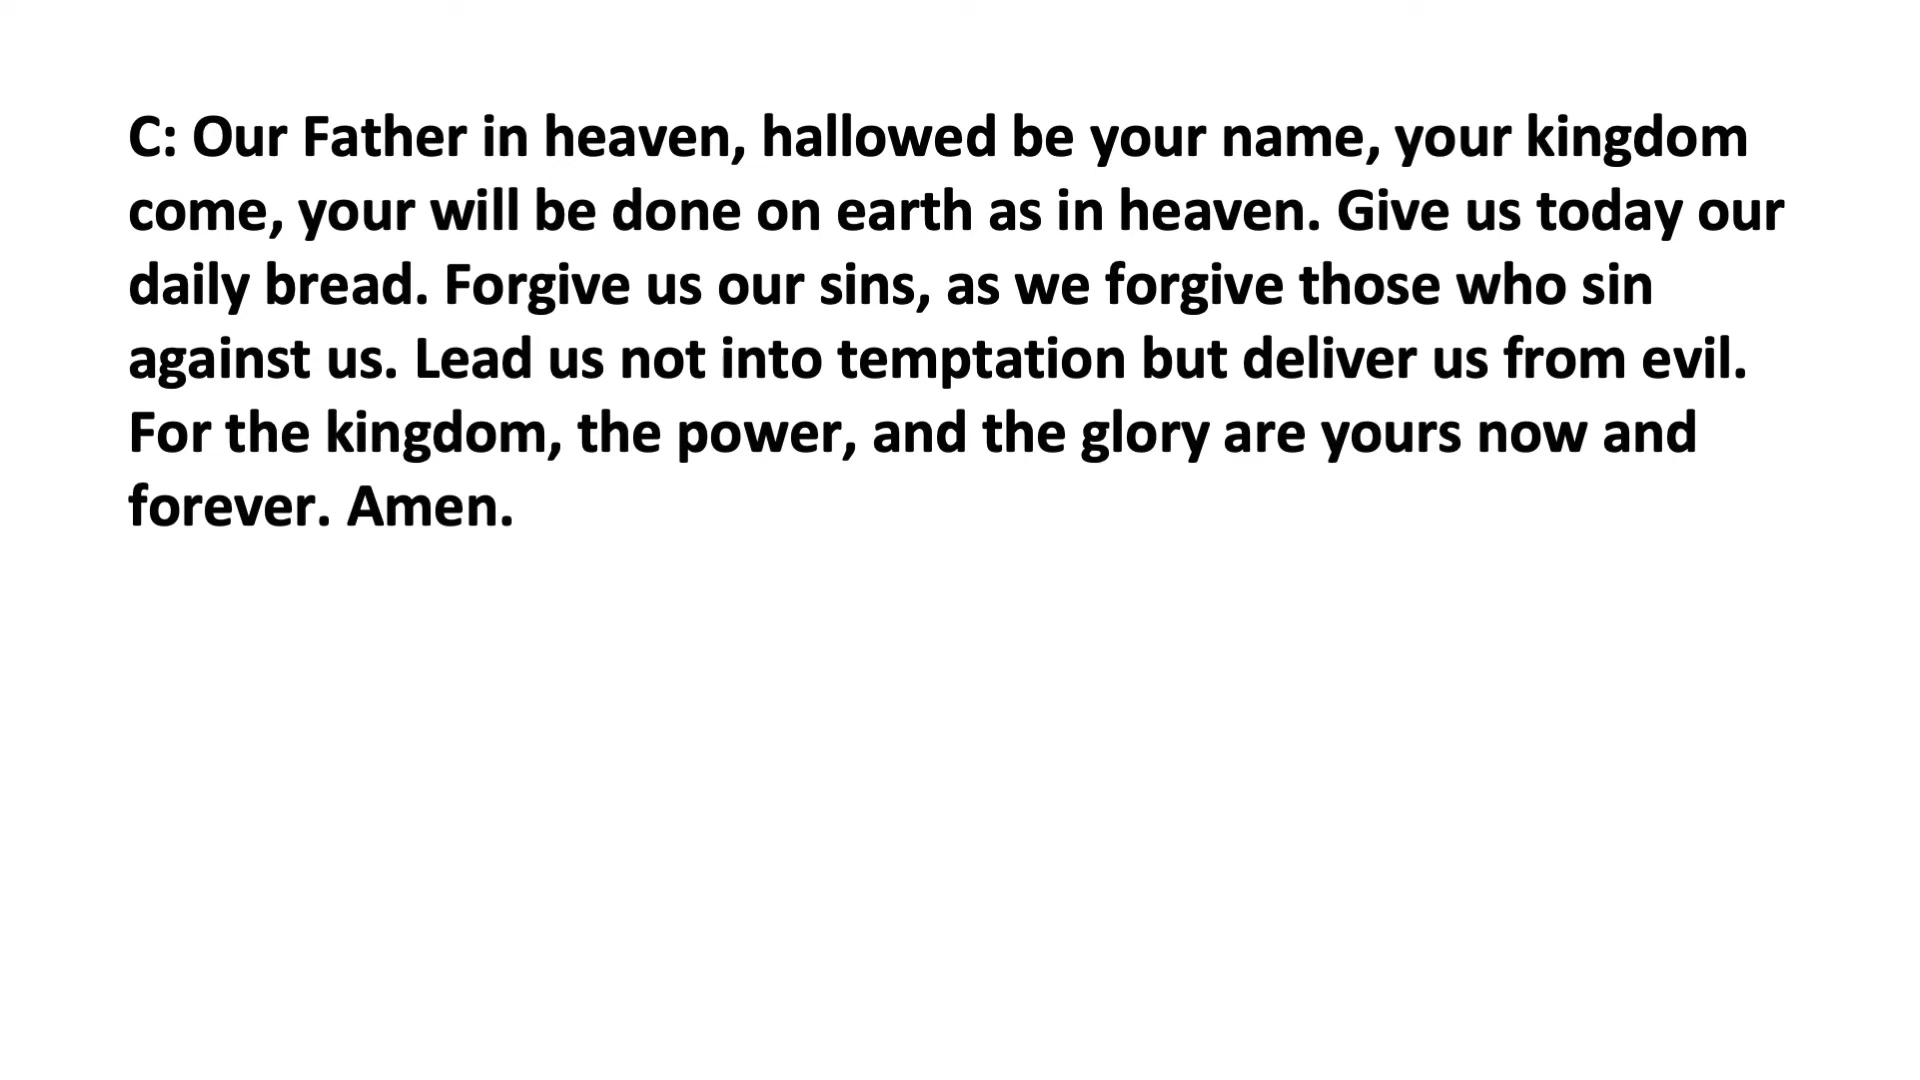 C: Our Father in heaven, hallowed be your name, your kingdom
come, your will be done on earth as in heaven. Give us today our
daily bread. Forgive us our sins, as we forgive those who sin
against us. Lead us not into temptation but deliver us from evil.
For the kingdom, the power, and the glory are yours now and
forever. Amen.